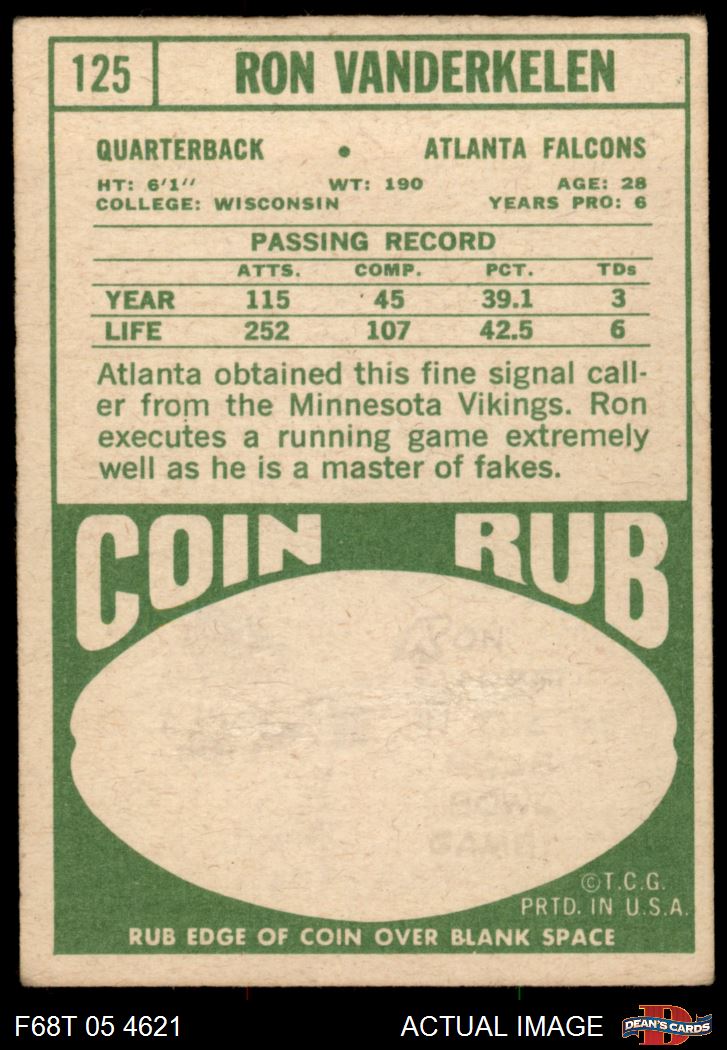 125 RON VANDERKELEN
QUARTERBACK • ATLANTA FALCONS
HT: 6'1'' WT: 190 AGE: 28
COLLEGE: WISCONSIN YEARS PRO: 6
PASSING RECORD
ATTS. COMP. PCT. TDs
YEAR 115 45 39.1 3
LIFE 252 107 42.5 6
Atlanta obtained this fine signal call-
er from the Minnesota Vikings. Ron
executes a running game extremely
well as he is a master of fakes.
COIN RUB
RON
BOWL
GAME
©T.C.G.
PRTD. IN U.S.A.
RUB EDGE OF COIN OVER BLANK SPACE
F68T 05 4621 ACTUAL IMAGE D DEAN'S CARDS